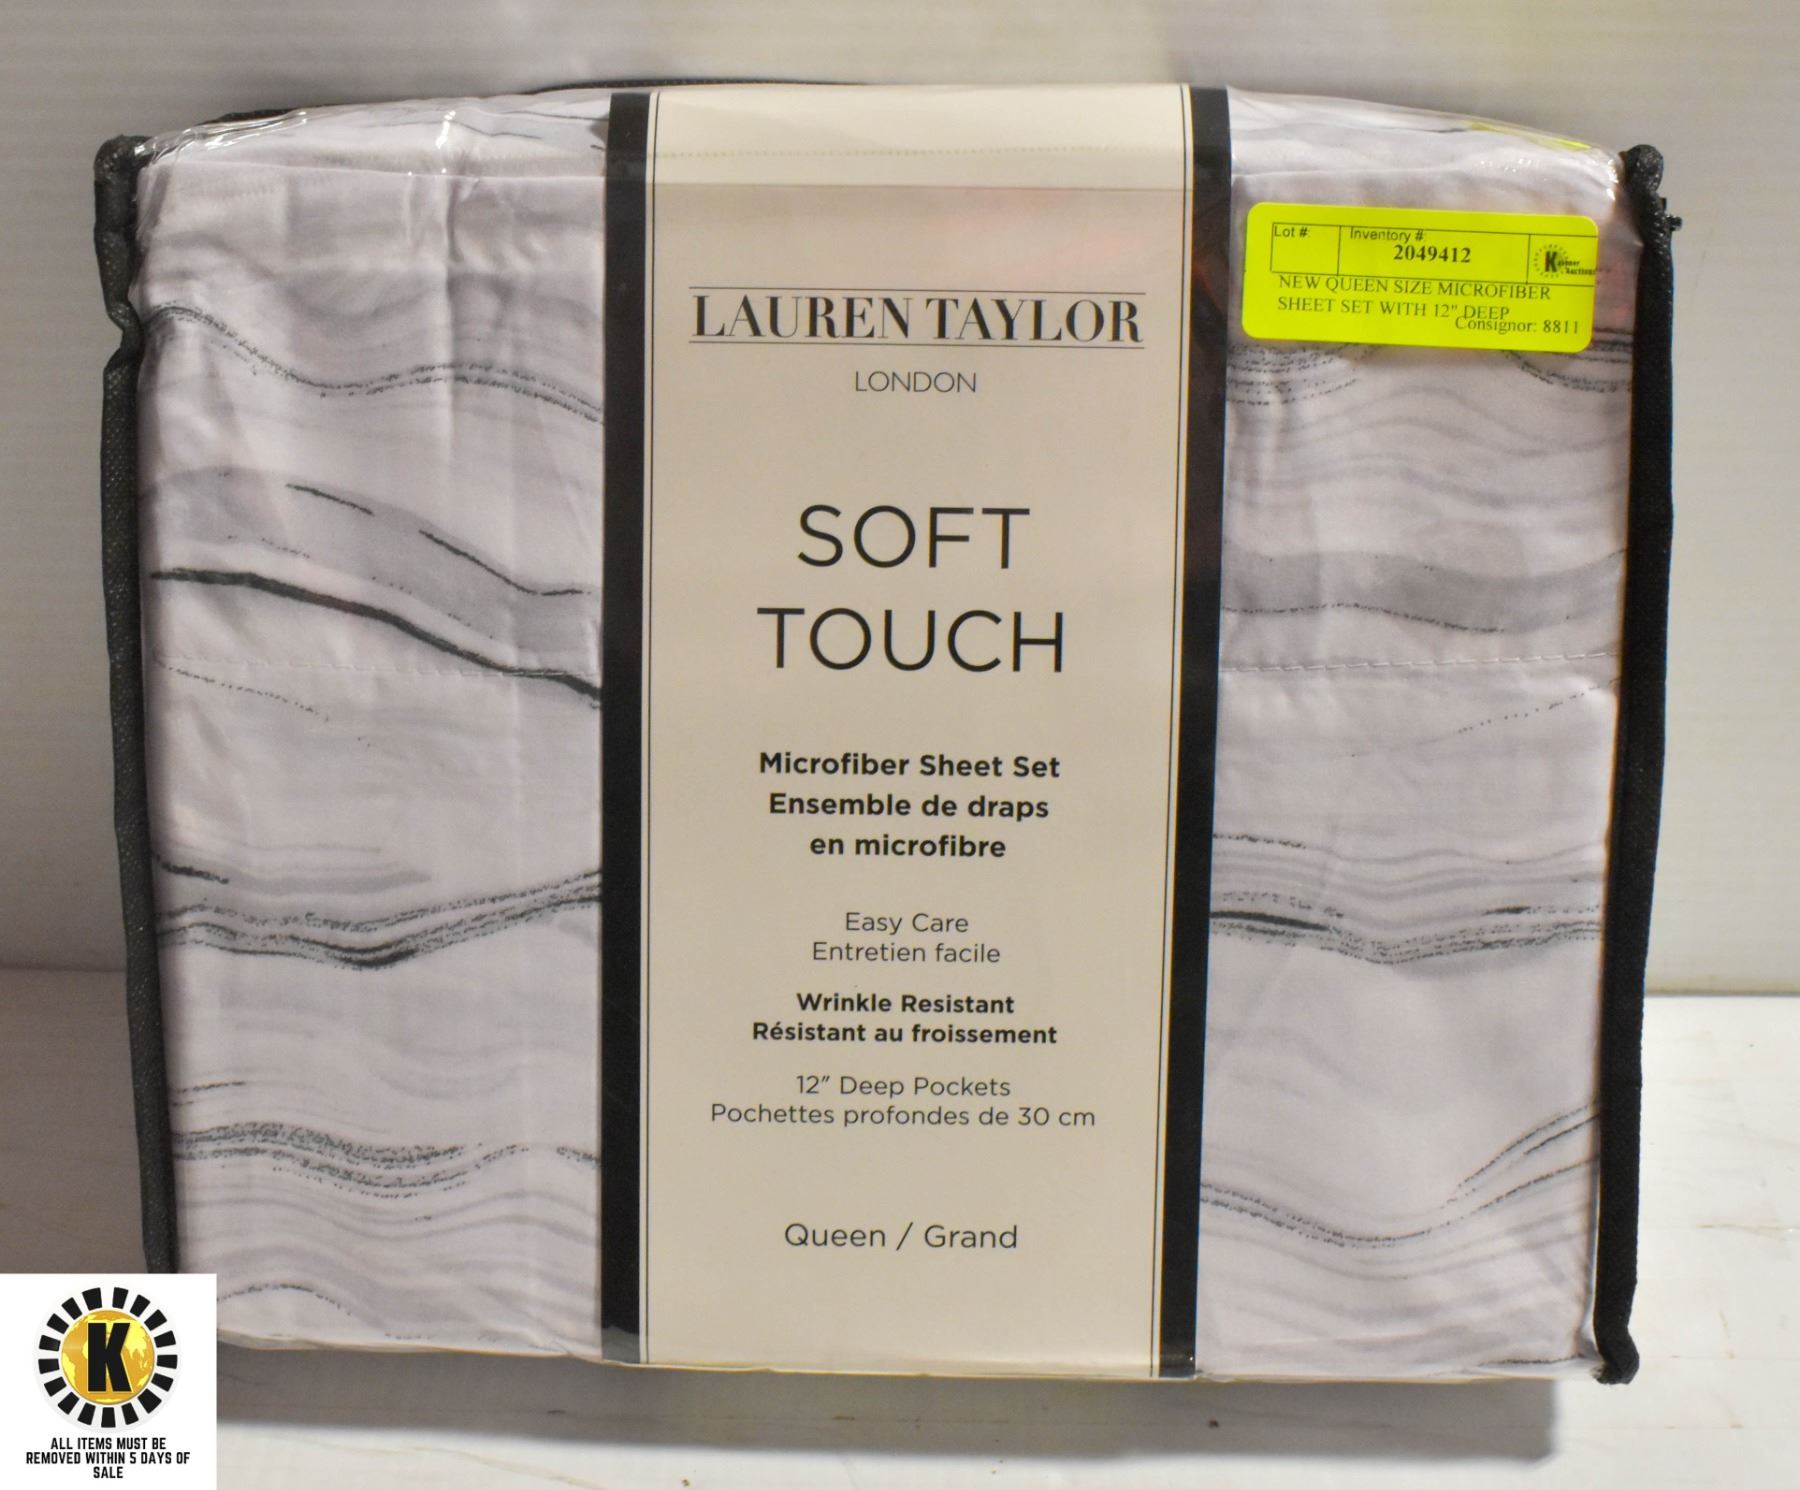 LAUREN TAYLOR
LONDON
SOFT
TOUCH
Microfiber Sheet Set
Ensemble de draps
en microfibre
Easy Care
Entretien facile
Wrinkle Resistant
Résistant au froissement
12" Deep Pockets
Pochettes profondes de 30 cm
Queen / Grand
Lot #: Inventory #:
2049412
K Auctions
NEW QUEEN SIZE MICROFIBER
SHEET SET WITH 12" DEEP
Consignor: 8811
K
ALL ITEMS MUST BE
REMOVED WITHIN 5 DAYS OF
SALE